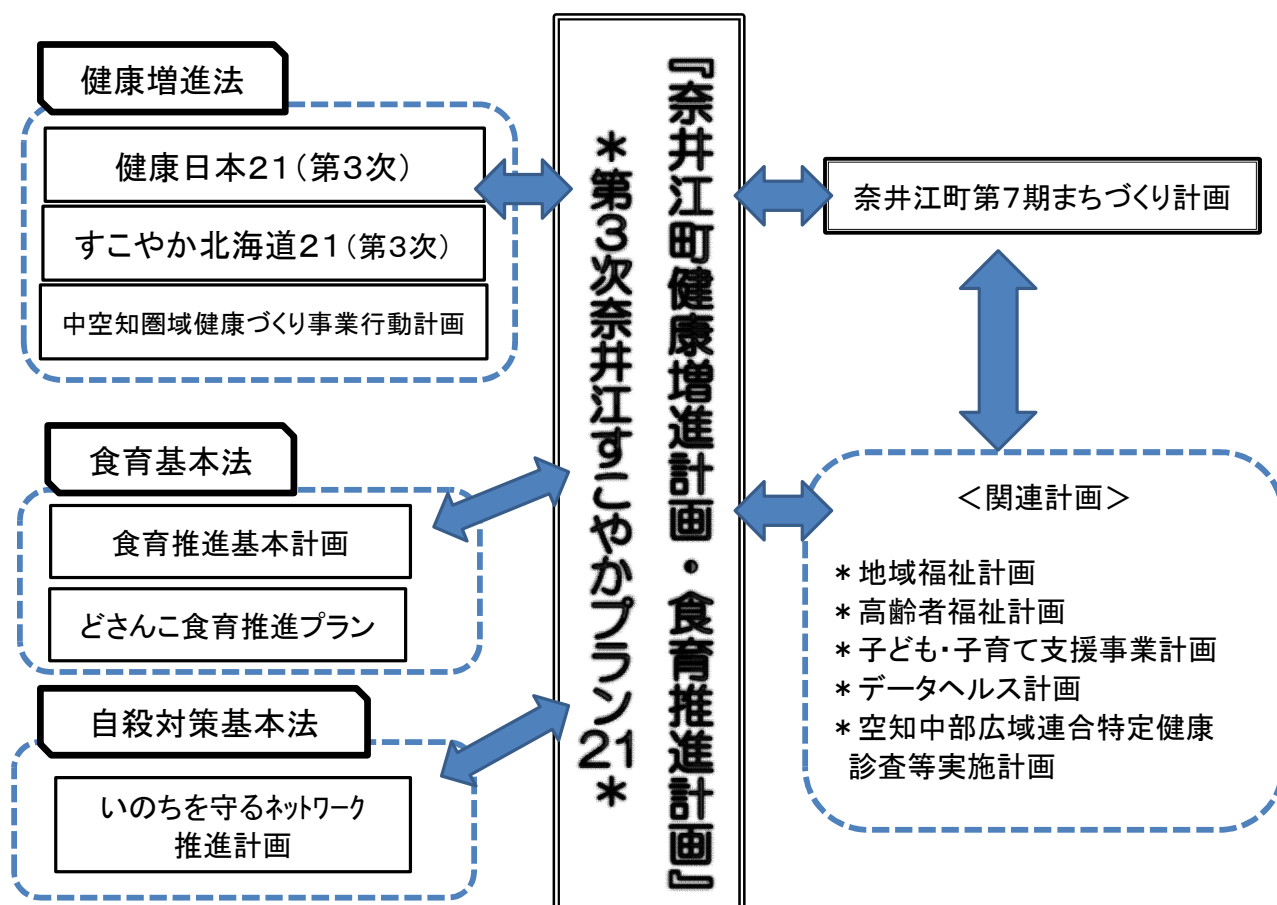 健康増進法
健康日本21(第3次)
すこやか北海道21(第3次)
中空知圏域健康づくり事業行動計画
食育基本法
食育推進基本計画
どさんこ食育推進プラン
自殺対策基本法
いのちを守るネットワーク
推進計画
『奈井江町健康増進計画・食育推進計画』
＊第3次奈井江すこやかプラン21＊
奈井江町第7期まちづくり計画
＜関連計画＞
＊地域福祉計画
＊高齢者福祉計画
＊子ども・子育て支援事業計画
＊データヘルス計画
＊空知中部広域連合特定健康
診査等実施計画